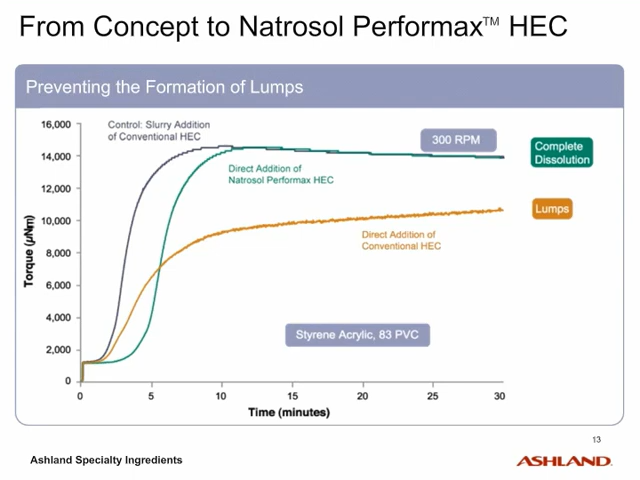 From Concept to Natrosol Performax™ HEC
Preventing the Formation of Lumps
16,000
14,000
12,000
10,000
8,000
6,000
4,000
2,000
0
Torque (µNm)
Control: Slurry Addition
of Conventional HEC
300 RPM
Direct Addition of
Natrosol Performax HEC
Complete
Dissolution
Lumps
Direct Addition of
Conventional HEC
Styrene Acrylic, 83 PVC
0 5 10 15 20 25 30
Time (minutes)
13
Ashland Specialty Ingredients
ASHLAND.